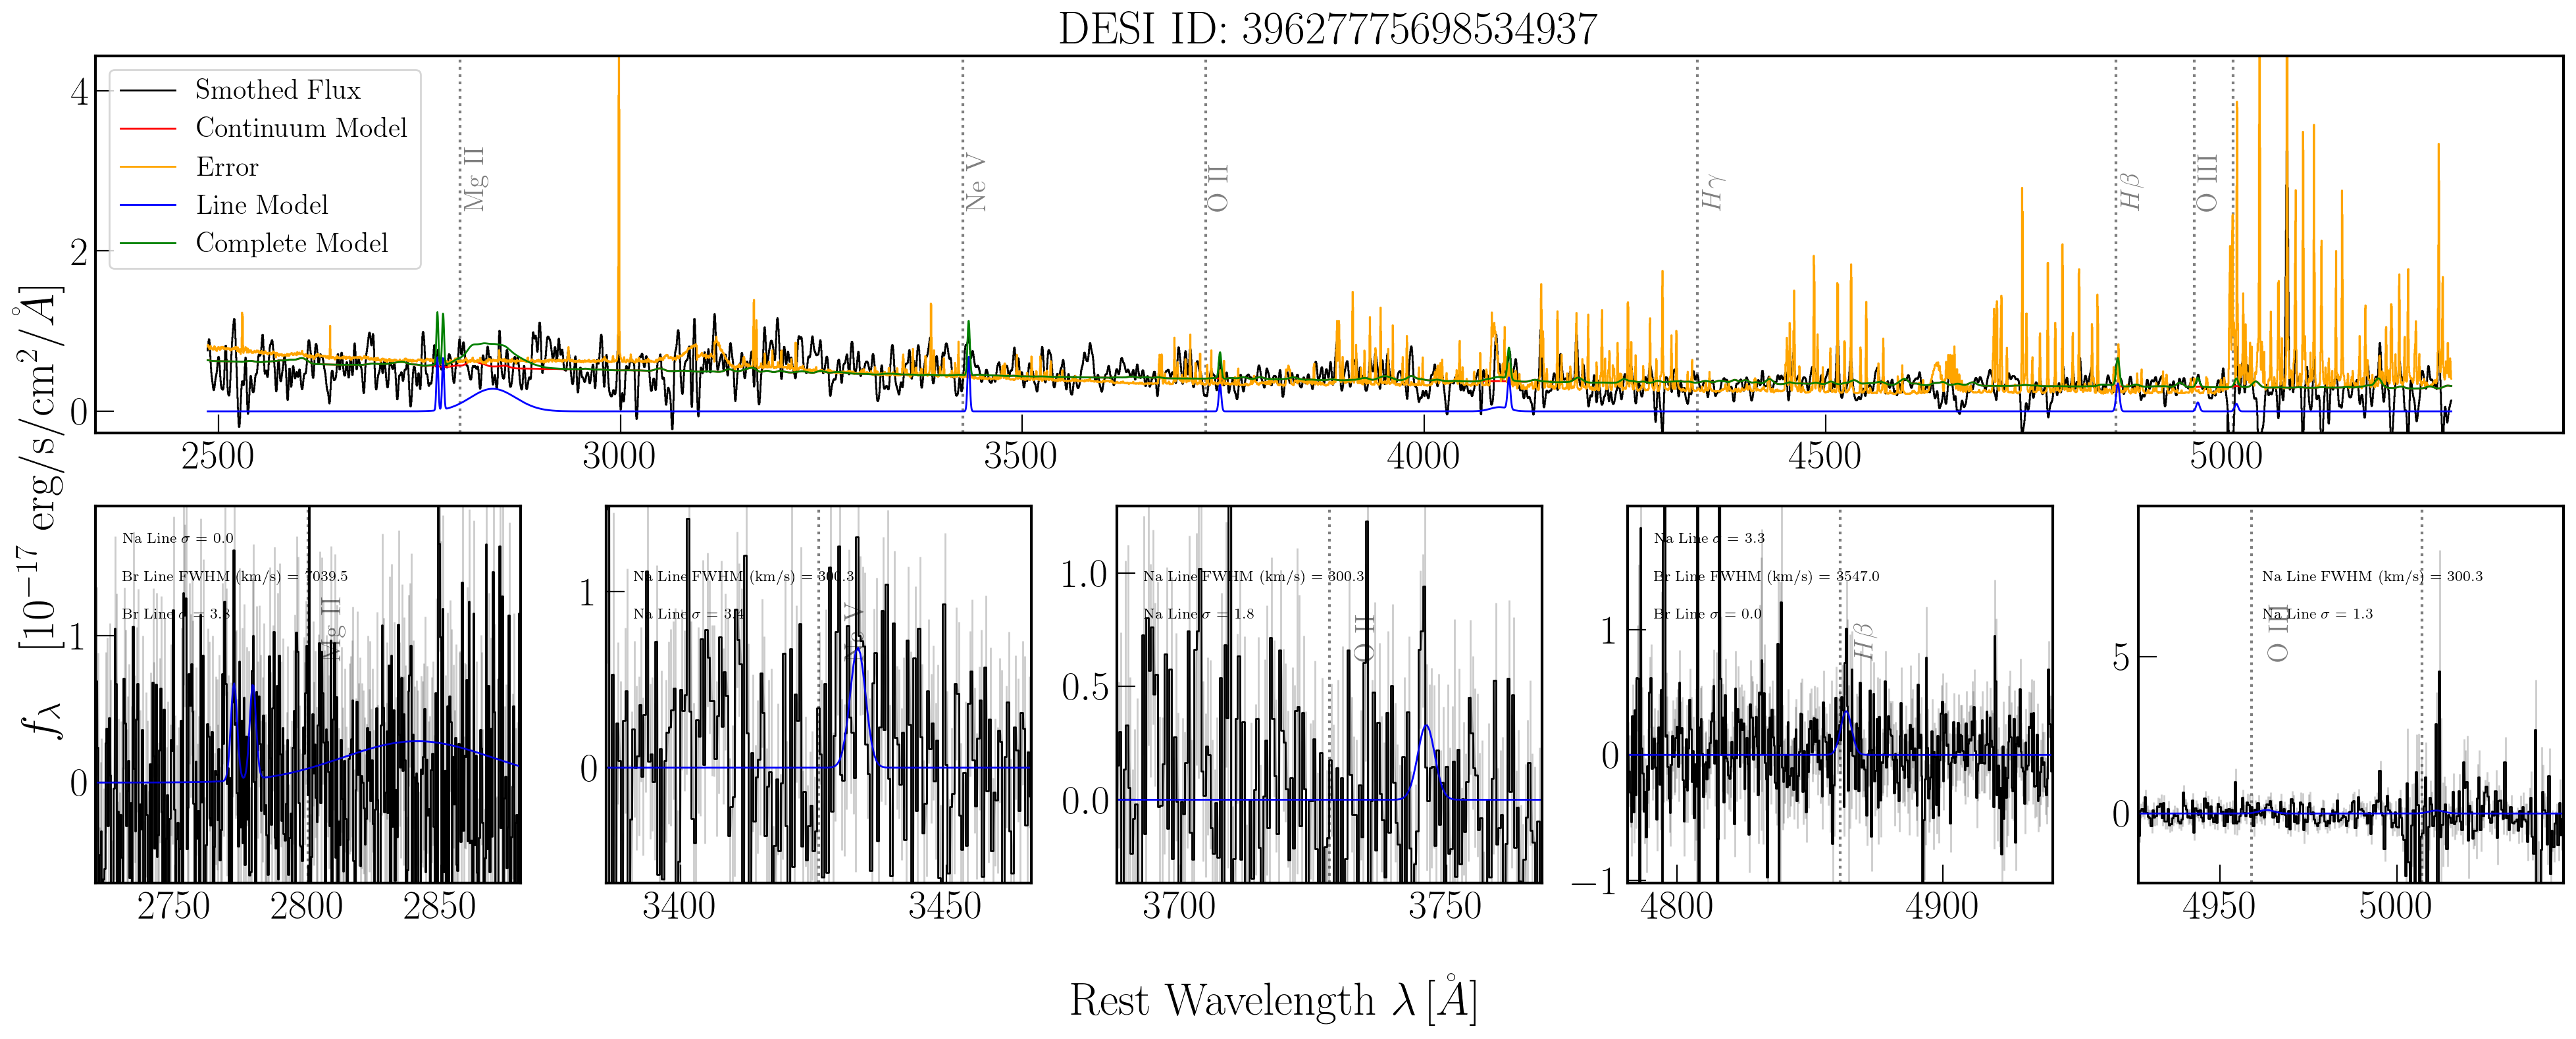 DESI ID: 39627775698534937
Smothed Flux
Continuum Model
Error
Line Model
Complete Model
Mg II
Ne V
O II
Hγ
Hβ
O III
4
2
0
2500
3000
3500
4000
4500
5000
f_λ [10⁻¹⁷ erg/s/cm²/Å]
Na Line σ = 0.0
Br Line FWHM (km/s) = 7039.5
Br Line σ = 3.8
Mg II
1
0
2750
2800
2850
Na Line FWHM (km/s) = 300.3
Na Line σ = 3.4
Ne V
1
0
3400
3450
Na Line FWHM (km/s) = 300.3
Na Line σ = 1.8
O II
1.0
0.5
0.0
3700
3750
Na Line σ = 3.3
Br Line FWHM (km/s) = 3547.0
Br Line σ = 0.0
Hβ
1
0
−1
4800
4900
Na Line FWHM (km/s) = 300.3
Na Line σ = 1.3
O III
5
0
4950
5000
Rest Wavelength λ [Å]